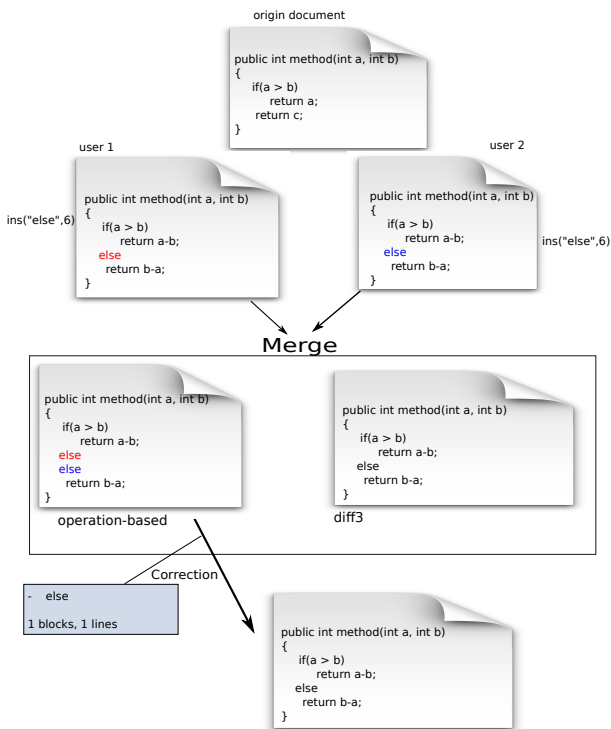 origin document
public int method(int a, int b)
{
if(a > b)
return a;
return c;
}
user 1
user 2
public int method(int a, int b)
{
if(a > b)
return a-b;
else
return b-a;
}
ins("else",6)
public int method(int a, int b)
{
if(a > b)
return a-b;
else
return b-a;
}
ins("else",6)
Merge
public int method(int a, int b)
{
if(a > b)
return a-b;
else
else
return b-a;
}
operation-based
public int method(int a, int b)
{
if(a > b)
return a-b;
else
return b-a;
}
diff3
Correction
- else
1 blocks, 1 lines
public int method(int a, int b)
{
if(a > b)
return a-b;
else
return b-a;
}